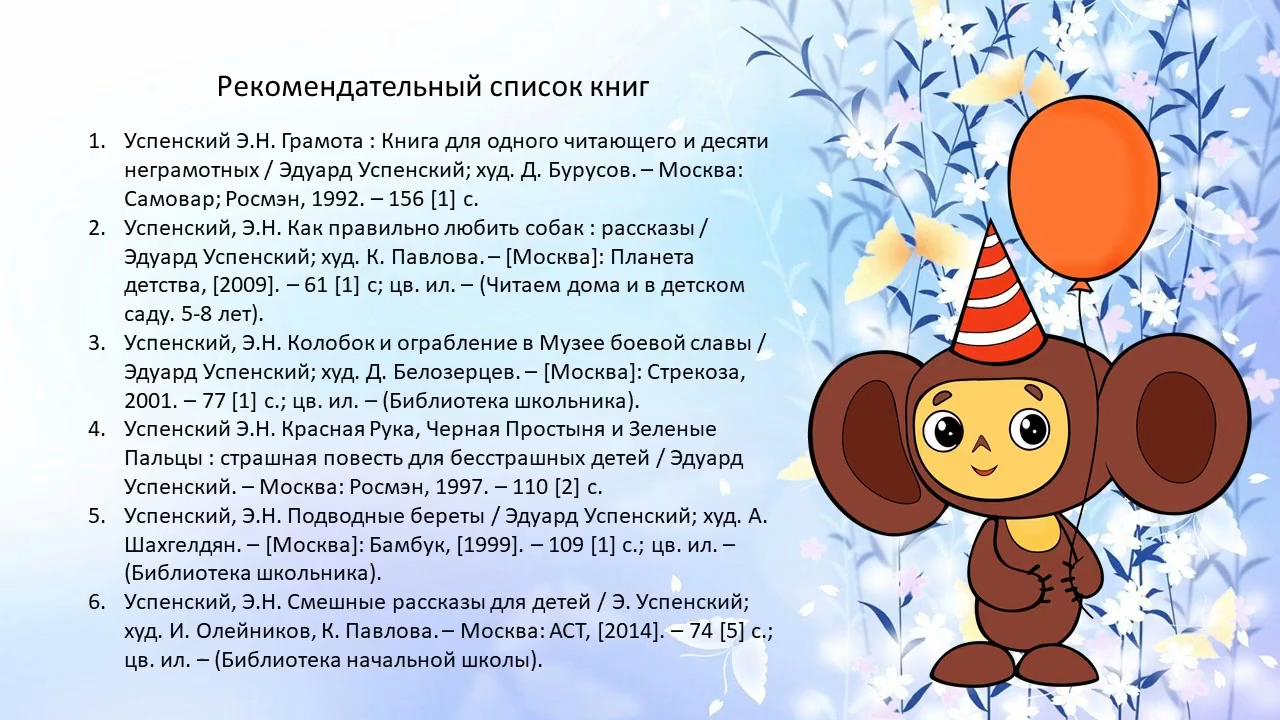 Рекомендательный список книг
1. Успенский Э.Н. Грамота : Книга для одного читающего и десяти
неграмотных / Эдуард Успенский; худ. Д. Бурусов. – Москва:
Самовар; Росмэн, 1992. – 156 [1] с.
2. Успенский, Э.Н. Как правильно любить собак : рассказы /
Эдуард Успенский; худ. К. Павлова. – [Москва]: Планета
детства, [2009]. – 61 [1] с; цв. ил. – (Читаем дома и в детском
саду. 5-8 лет).
3. Успенский, Э.Н. Колобок и ограбление в Музее боевой славы /
Эдуард Успенский; худ. Д. Белозерцев. – [Москва]: Стрекоза,
2001. – 77 [1] с.; цв. ил. – (Библиотека школьника).
4. Успенский Э.Н. Красная Рука, Черная Простыня и Зеленые
Пальцы : страшная повесть для бесстрашных детей / Эдуард
Успенский. – Москва: Росмэн, 1997. – 110 [2] с.
5. Успенский, Э.Н. Подводные береты / Эдуард Успенский; худ. А.
Шахгелдян. – [Москва]: Бамбук, [1999]. – 109 [1] с.; цв. ил. –
(Библиотека школьника).
6. Успенский, Э.Н. Смешные рассказы для детей / Э. Успенский;
худ. И. Олейников, К. Павлова. – Москва: АСТ, [2014]. – 74 [5] с.;
цв. ил. – (Библиотека начальной школы).